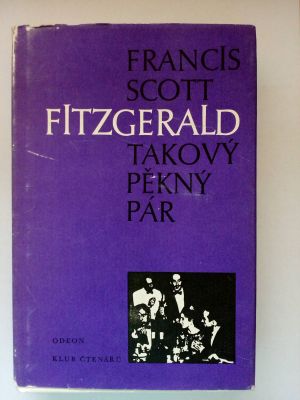 FRANCIS
SCOTT
FITZGERALD
TAKOVÝ
PĚKNÝ
PÁR
ODEON
KLUB ČTENÁŘŮ